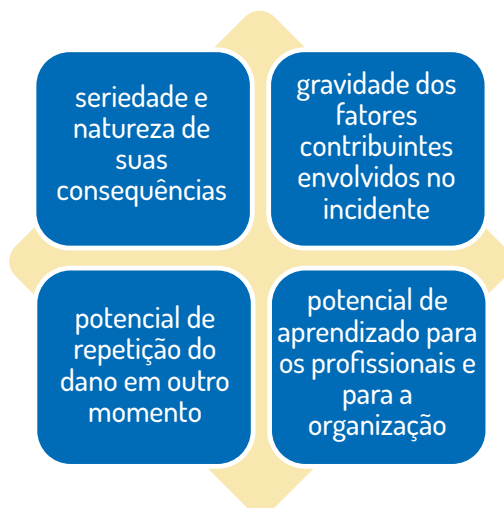 seriedade e
natureza de
suas
consequências
gravidade dos
fatores
contribuintes
envolvidos no
incidente
potencial de
repetição do
dano em outro
momento
potencial de
aprendizado para
os profissionais e
para a
organização